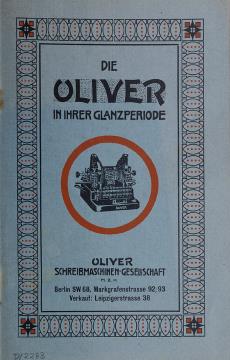 DIE
OLIVER
IN IHRER GLANZPERIODE
OLIVER
SCHREIBMASCHINEN-GESELLSCHAFT
M. B. H.
Berlin SW 68, Markgrafenstrasse 92/93
Verkauf: Leipzigerstrasse 38